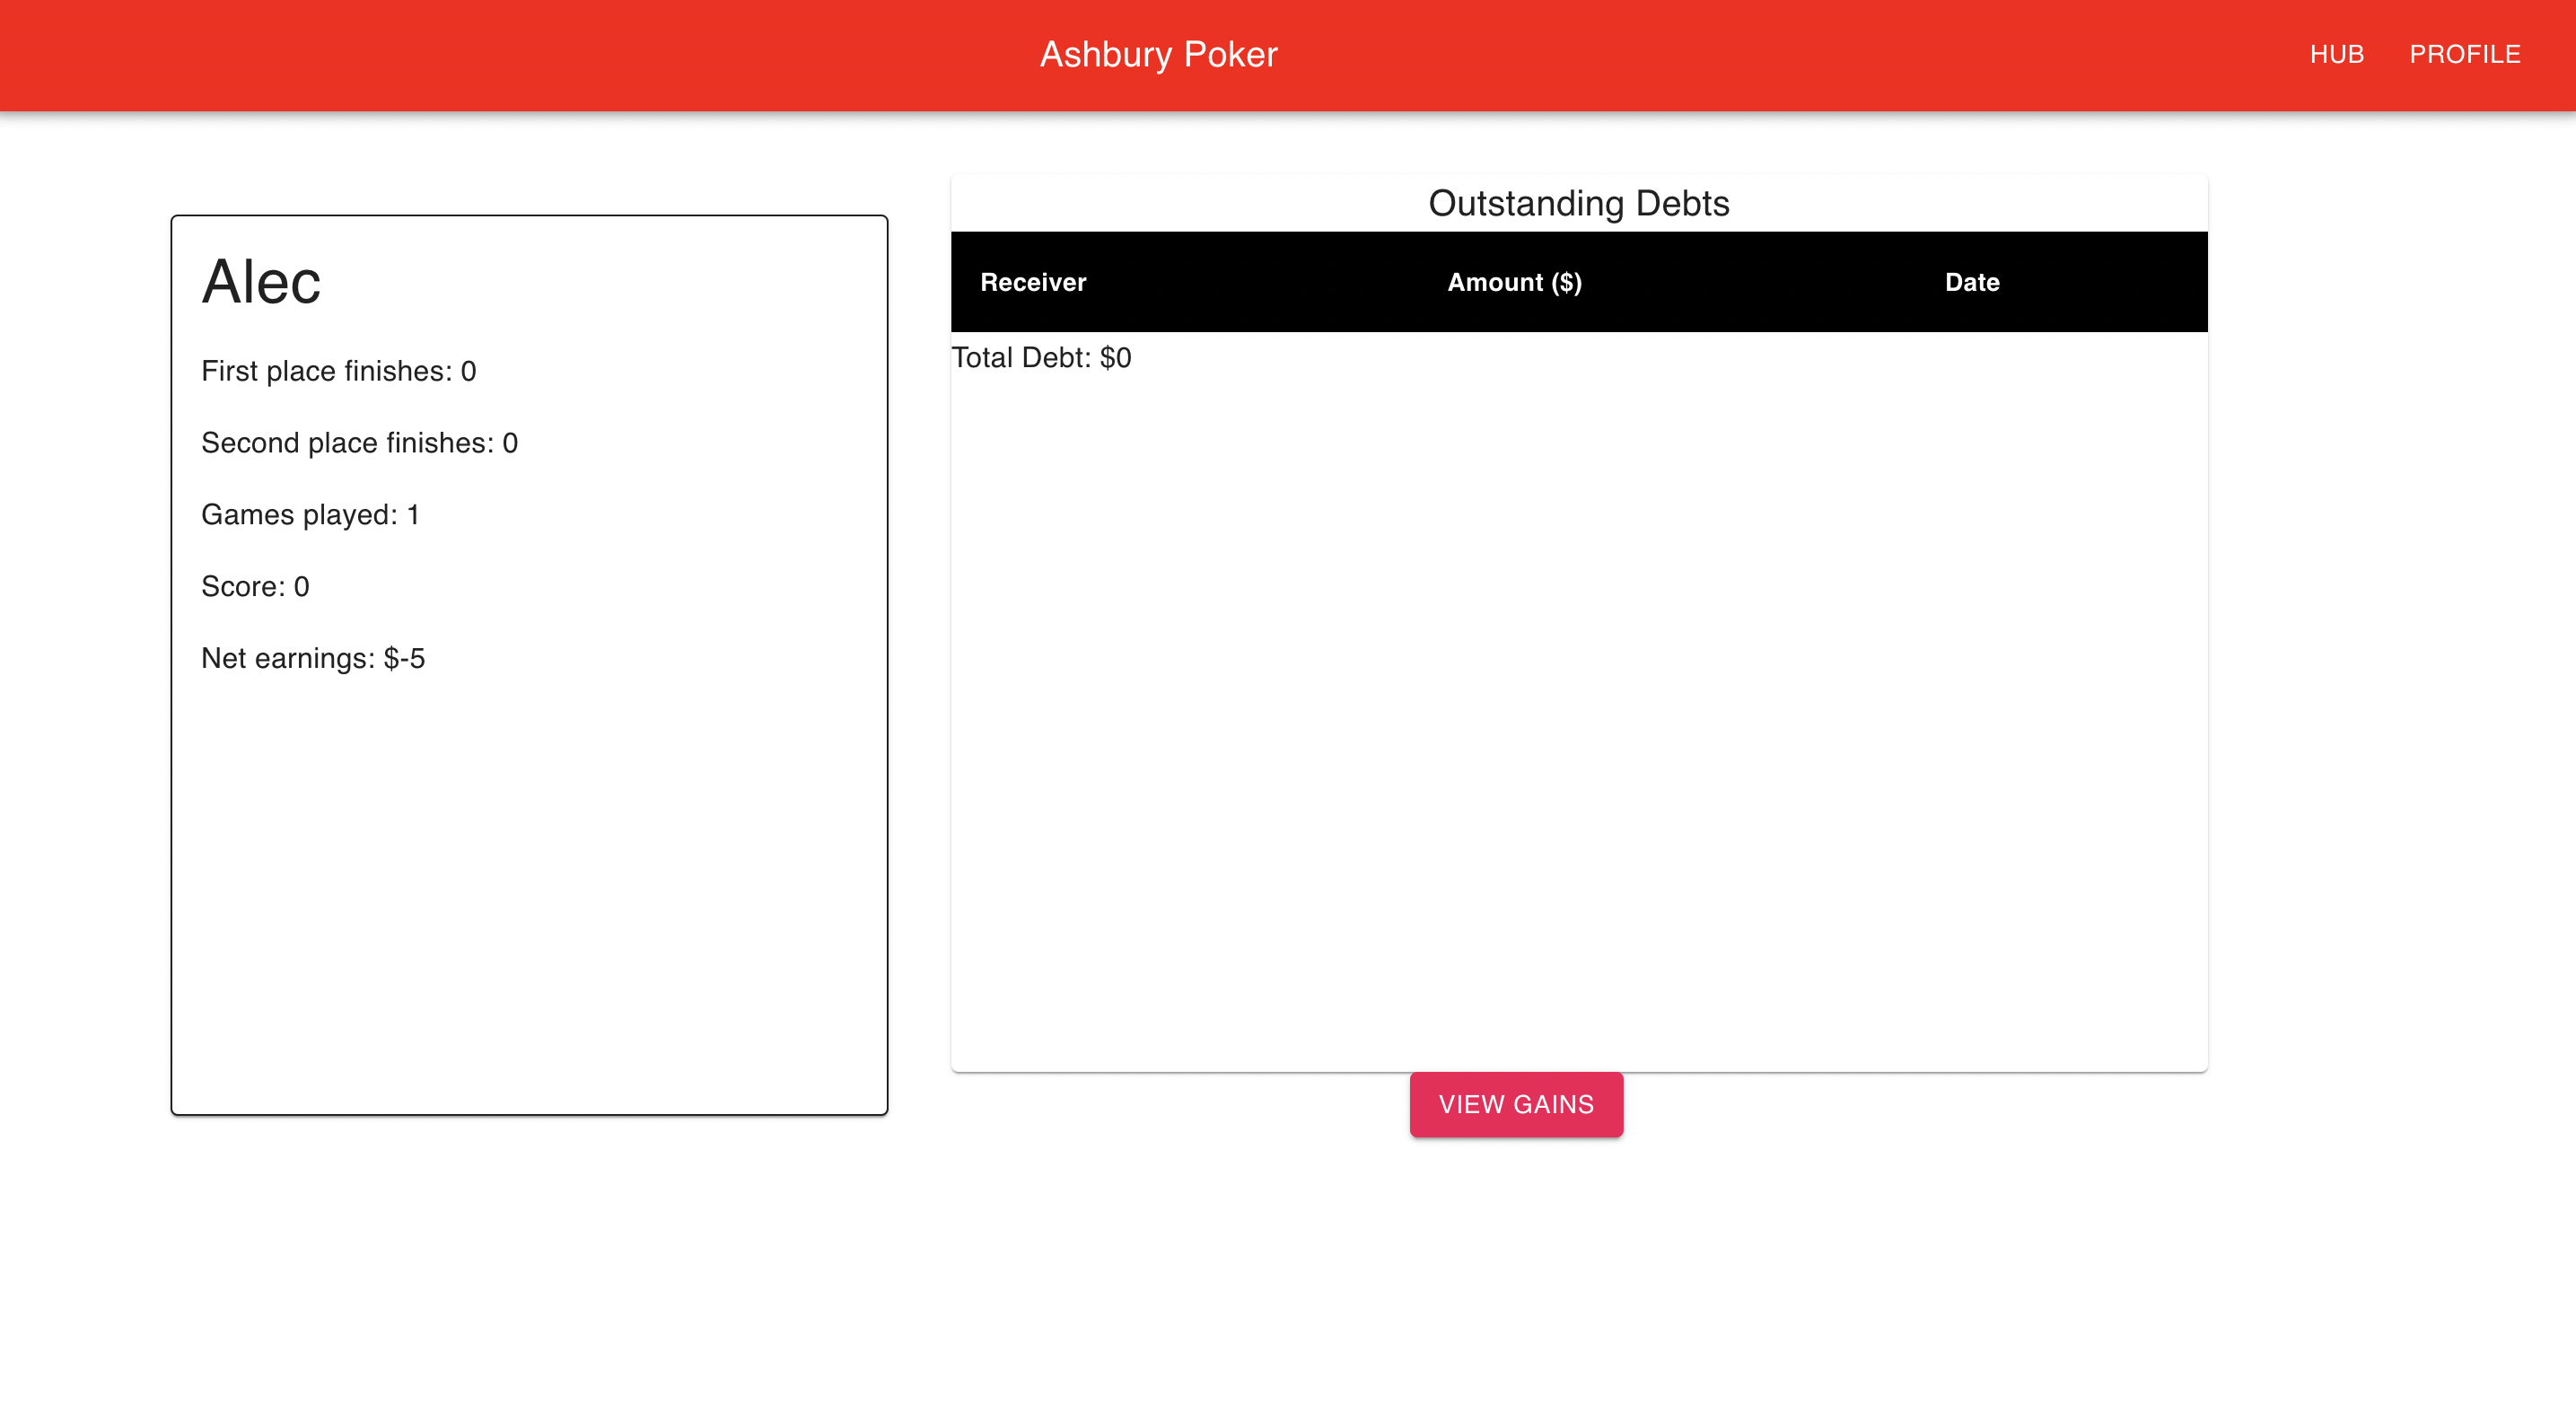 Ashbury Poker
HUB PROFILE
Alec
First place finishes: 0
Second place finishes: 0
Games played: 1
Score: 0
Net earnings: $-5
Outstanding Debts
Receiver Amount ($) Date
Total Debt: $0
VIEW GAINS